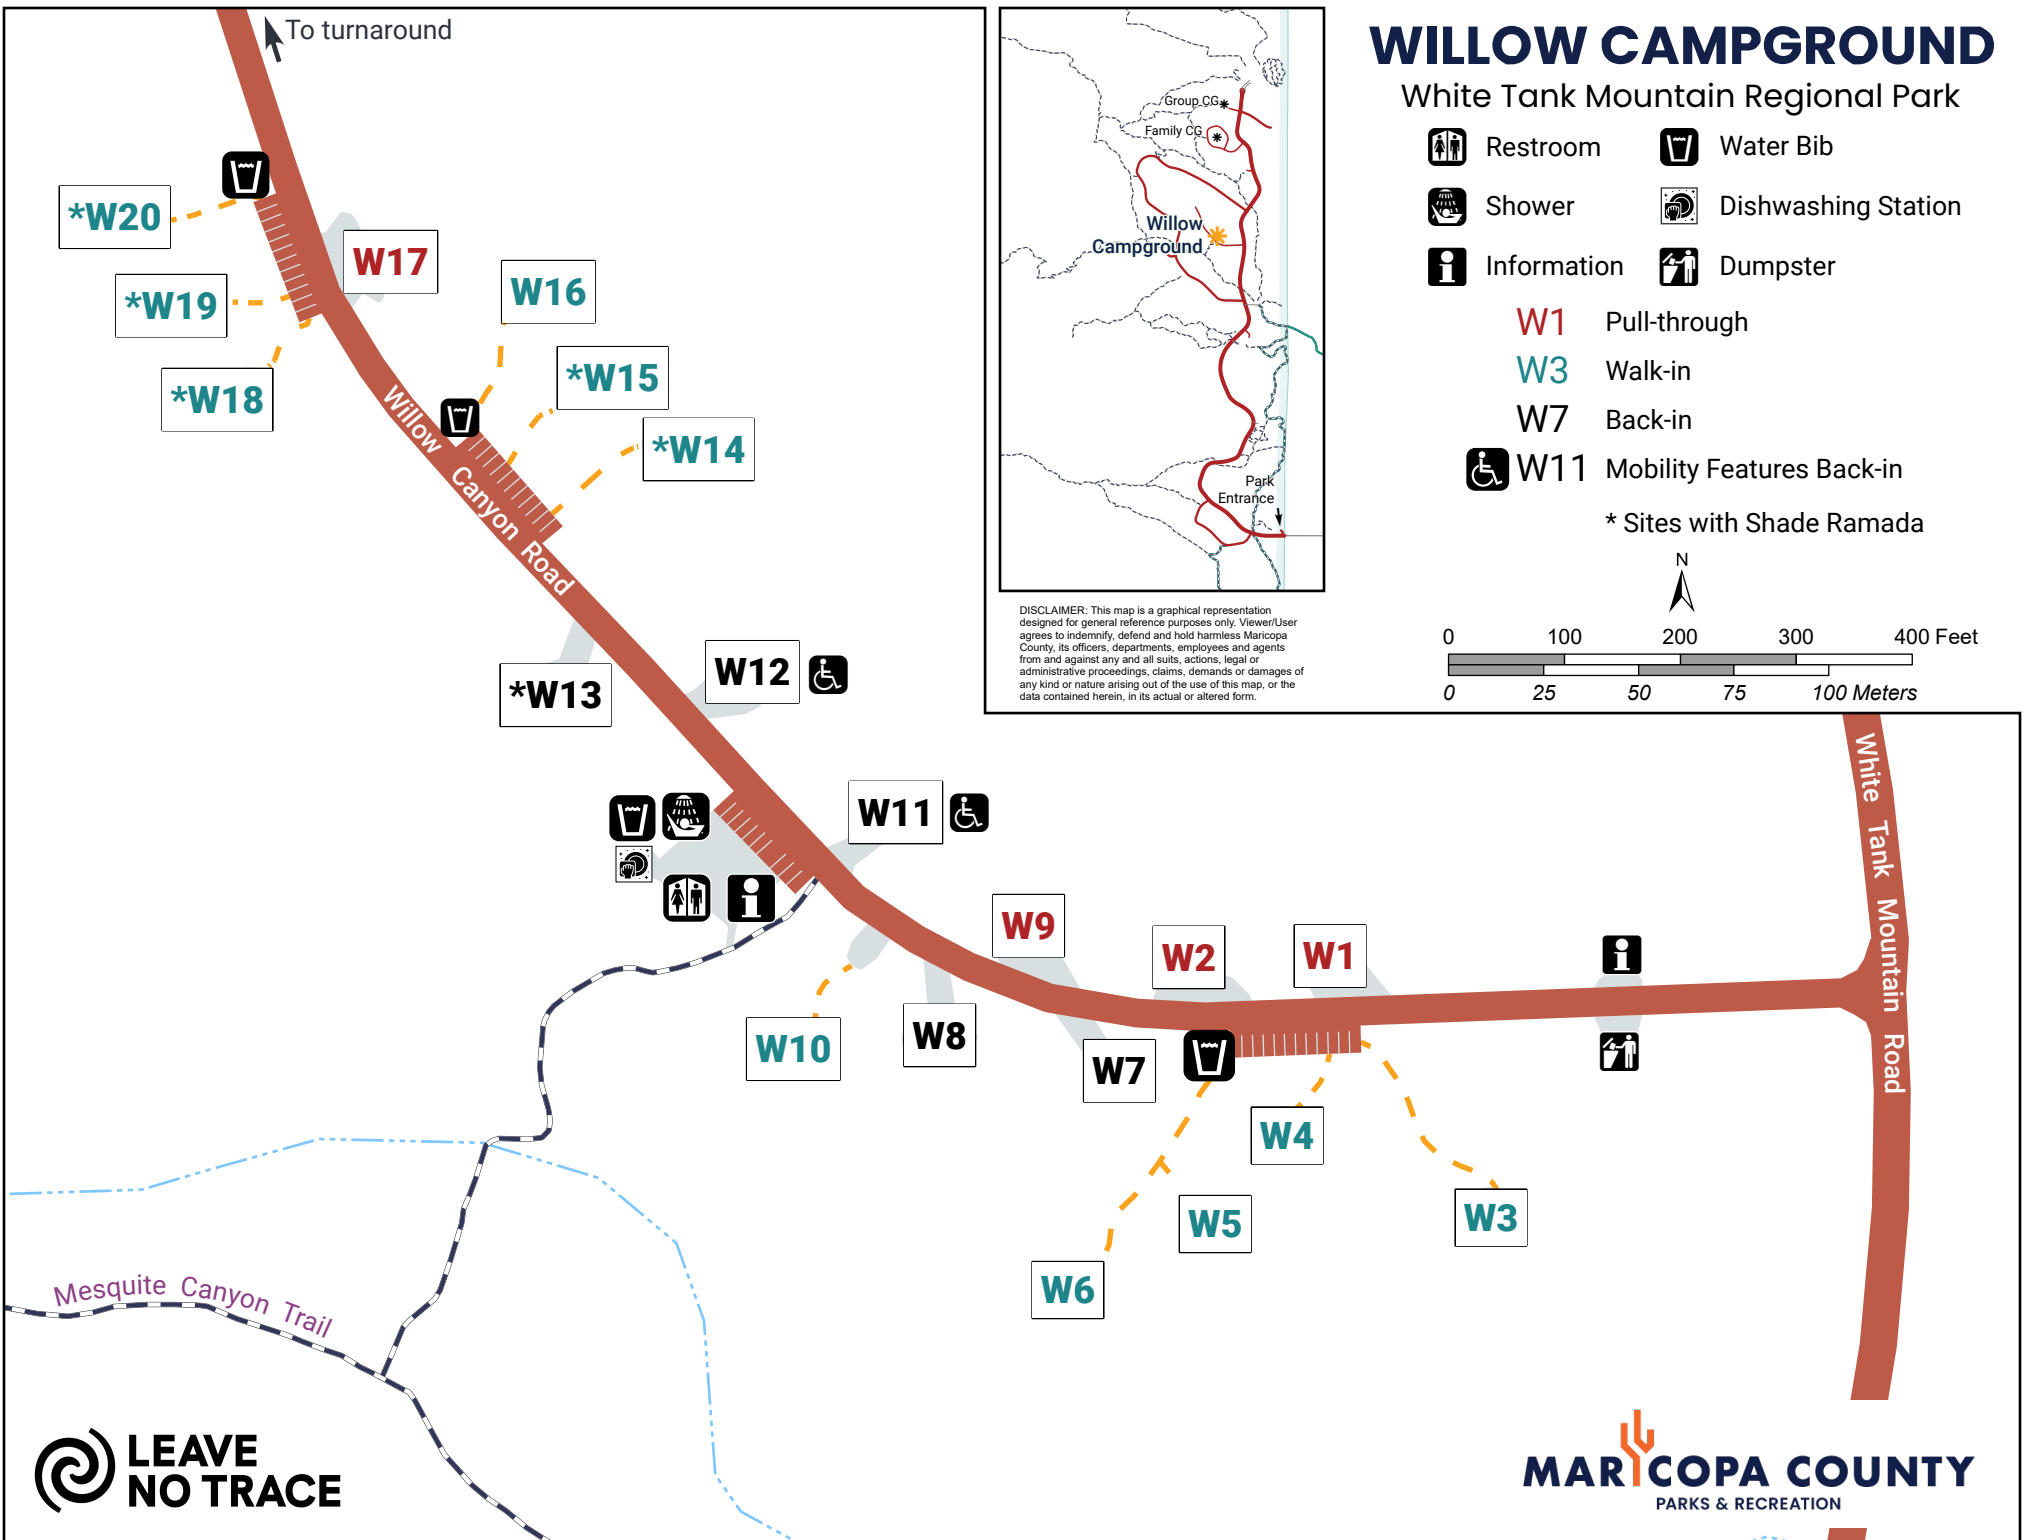 To turnaround
*W20
W17
*W19
W16
*W18
*W15
*W14
Willow Canyon Road
W12
*W13
W11
W9
W2
W1
W10
W8
W7
W4
W5
W3
W6
White Tank Mountain Road
Mesquite Canyon Trail
LEAVE
NO TRACE
Group CG
Family CG
Willow
Campground
Park
Entrance
DISCLAIMER: This map is a graphical representation
designed for general reference purposes only. Viewer/User
agrees to indemnify, defend and hold harmless Maricopa
County, its officers, departments, employees and agents
from and against any and all suits, actions, legal or
administrative proceedings, claims, demands or damages of
any kind or nature arising out of the use of this map, or the
data contained herein, in its actual or altered form.
WILLOW CAMPGROUND
White Tank Mountain Regional Park
Restroom
Water Bib
Shower
Dishwashing Station
Information
Dumpster
W1 Pull-through
W3 Walk-in
W7 Back-in
W11 Mobility Features Back-in
* Sites with Shade Ramada
N
0 100 200 300 400 Feet
0 25 50 75 100 Meters
MARICOPA COUNTY
PARKS & RECREATION